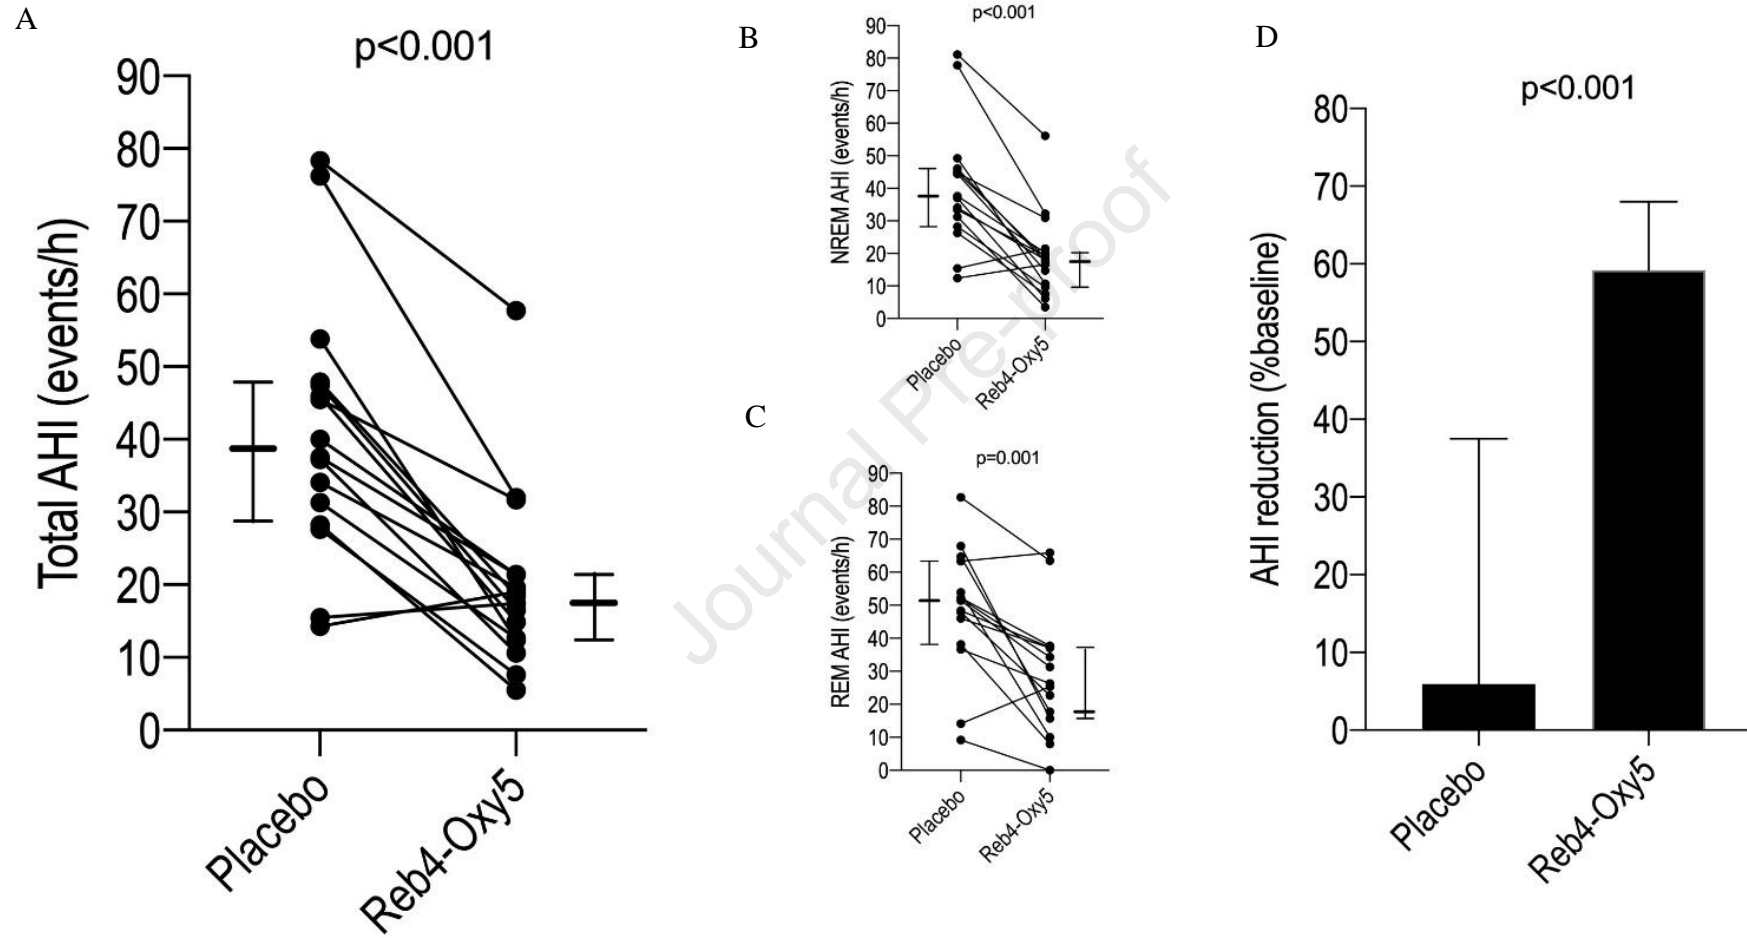 A
p<0.001
90
80
70
60
50
40
30
20
10
0
Total AHI (events/h)
Placebo
Reb4-Oxy5
B
p<0.001
90
80
70
60
50
40
30
20
10
0
NREM AHI (events/h)
Placebo
Reb4-Oxy5
C
p=0.001
90
80
70
60
50
40
30
20
10
0
REM AHI (events/h)
Placebo
Reb4-Oxy5
D
p<0.001
80
70
60
50
40
30
20
10
0
AHI reduction (%baseline)
Placebo
Reb4-Oxy5
Journal Pre-proof